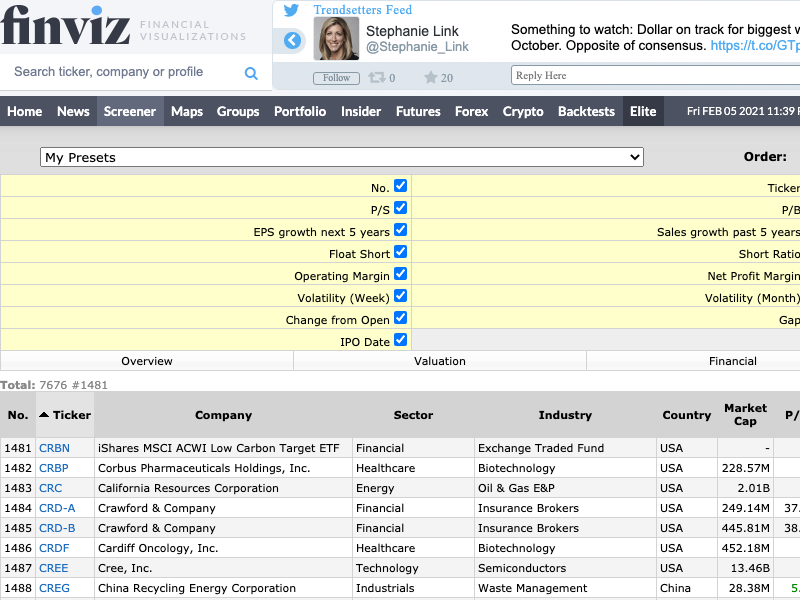 finviz FINANCIAL VISUALIZATIONS
Search ticker, company or profile
Trendsetters Feed
Stephanie Link
@Stephanie_Link
Something to watch: Dollar on track for biggest w
October. Opposite of consensus. https://t.co/GTp
Follow 0 20 Reply Here
Home News Screener Maps Groups Portfolio Insider Futures Forex Crypto Backtests Elite Fri FEB 05 2021 11:39 P
My Presets Order:
No. Ticker
P/S P/B
EPS growth next 5 years Sales growth past 5 years
Float Short Short Ratio
Operating Margin Net Profit Margin
Volatility (Week) Volatility (Month)
Change from Open Gap
IPO Date
Overview Valuation Financial
Total: 7676 #1481
No. Ticker Company Sector Industry Country Market Cap P/
1481 CRBN iShares MSCI ACWI Low Carbon Target ETF Financial Exchange Traded Fund USA -
1482 CRBP Corbus Pharmaceuticals Holdings, Inc. Healthcare Biotechnology USA 228.57M
1483 CRC California Resources Corporation Energy Oil & Gas E&P USA 2.01B
1484 CRD-A Crawford & Company Financial Insurance Brokers USA 249.14M 37.
1485 CRD-B Crawford & Company Financial Insurance Brokers USA 445.81M 38.
1486 CRDF Cardiff Oncology, Inc. Healthcare Biotechnology USA 452.18M
1487 CREE Cree, Inc. Technology Semiconductors USA 13.46B
1488 CREG China Recycling Energy Corporation Industrials Waste Management China 28.38M 5.